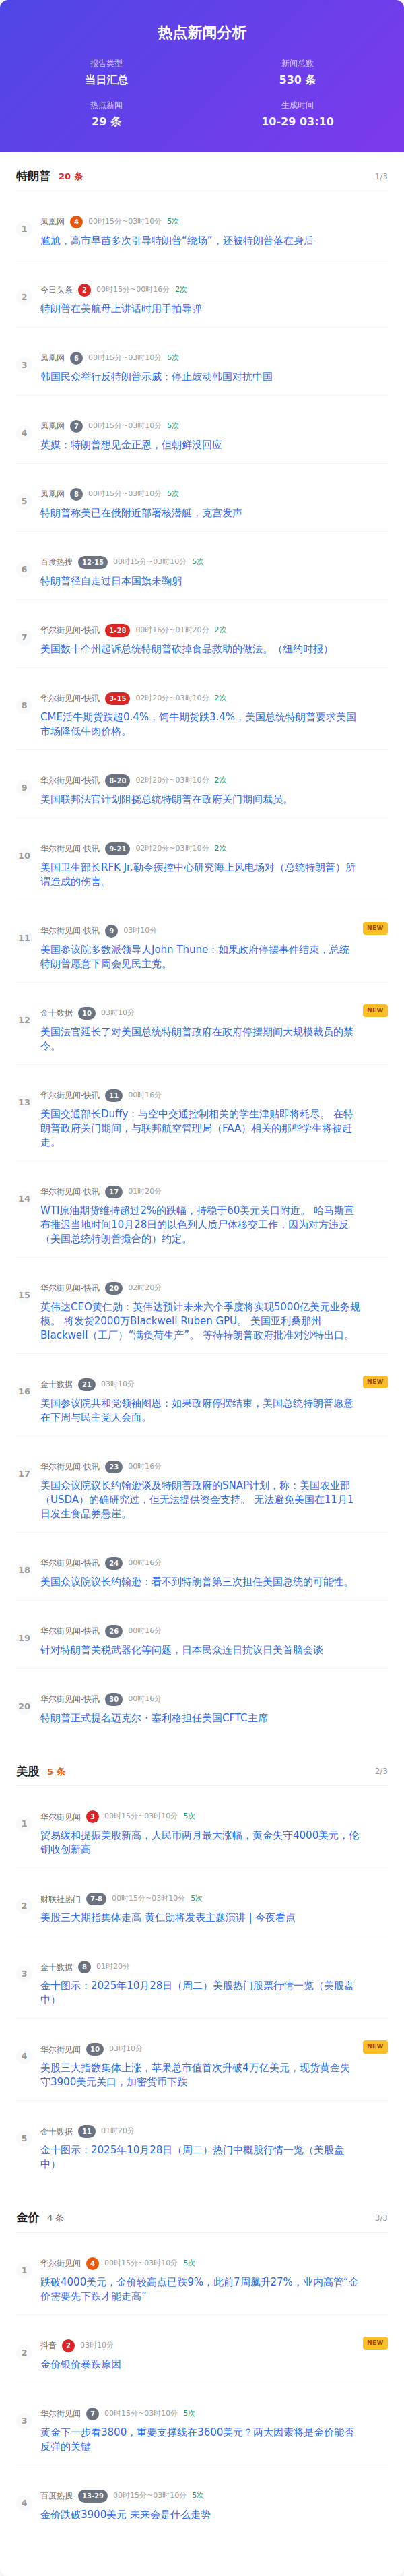 热点新闻分析
报告类型
新闻总数
当日汇总
530 条
热点新闻
生成时间
29 条
10-29 03:10
特朗普 20 条 1/3
1
凤凰网 4 00时15分~03时10分 5次
尴尬，高市早苗多次引导特朗普“绕场”，还被特朗普落在身后
2
今日头条 2 00时15分~00时16分 2次
特朗普在美航母上讲话时用手拍导弹
3
凤凰网 6 00时15分~03时10分 5次
韩国民众举行反特朗普示威：停止鼓动韩国对抗中国
4
凤凰网 7 00时15分~03时10分 5次
英媒：特朗普想见金正恩，但朝鲜没回应
5
凤凰网 8 00时15分~03时10分 5次
特朗普称美已在俄附近部署核潜艇，克宫发声
6
百度热搜 12-15 00时15分~03时10分 5次
特朗普径自走过日本国旗未鞠躬
7
华尔街见闻-快讯 1-28 00时16分~01时20分 2次
美国数十个州起诉总统特朗普砍掉食品救助的做法。（纽约时报）
8
华尔街见闻-快讯 3-15 02时20分~03时10分 2次
CME活牛期货跌超0.4%，饲牛期货跌3.4%，美国总统特朗普要求美国
市场降低牛肉价格。
9
华尔街见闻-快讯 8-20 02时20分~03时10分 2次
美国联邦法官计划阻挠总统特朗普在政府关门期间裁员。
10
华尔街见闻-快讯 9-21 02时20分~03时10分 2次
美国卫生部长RFK Jr.勒令疾控中心研究海上风电场对（总统特朗普）所
谓造成的伤害。
11
华尔街见闻-快讯 9 03时10分 NEW
美国参议院多数派领导人John Thune：如果政府停摆事件结束，总统
特朗普愿意下周会见民主党。
12
金十数据 10 03时10分 NEW
美国法官延长了对美国总统特朗普政府在政府停摆期间大规模裁员的禁
令。
13
华尔街见闻-快讯 11 00时16分
美国交通部长Duffy：与空中交通控制相关的学生津贴即将耗尽。 在特
朗普政府关门期间，与联邦航空管理局（FAA）相关的那些学生将被赶
走。
14
华尔街见闻-快讯 17 01时20分
WTI原油期货维持超过2%的跌幅，持稳于60美元关口附近。 哈马斯宣
布推迟当地时间10月28日的以色列人质尸体移交工作，因为对方违反
（美国总统特朗普撮合的）约定。
15
华尔街见闻-快讯 20 02时20分
英伟达CEO黄仁勋：英伟达预计未来六个季度将实现5000亿美元业务规
模。 将发货2000万Blackwell Ruben GPU。 美国亚利桑那州
Blackwell（工厂）“满负荷生产”。 等待特朗普政府批准对沙特出口。
16
金十数据 21 03时10分 NEW
美国参议院共和党领袖图恩：如果政府停摆结束，美国总统特朗普愿意
在下周与民主党人会面。
17
华尔街见闻-快讯 23 00时16分
美国众议院议长约翰逊谈及特朗普政府的SNAP计划，称：美国农业部
（USDA）的确研究过，但无法提供资金支持。 无法避免美国在11月1
日发生食品券悬崖。
18
华尔街见闻-快讯 24 00时16分
美国众议院议长约翰逊：看不到特朗普第三次担任美国总统的可能性。
19
华尔街见闻-快讯 26 00时16分
针对特朗普关税武器化等问题，日本民众连日抗议日美首脑会谈
20
华尔街见闻-快讯 30 00时16分
特朗普正式提名迈克尔・塞利格担任美国CFTC主席
美股 5 条 2/3
1
华尔街见闻 3 00时15分~03时10分 5次
贸易缓和提振美股新高，人民币两月最大涨幅，黄金失守4000美元，伦
铜收创新高
2
财联社热门 7-8 00时15分~03时10分 5次
美股三大期指集体走高 黄仁勋将发表主题演讲 | 今夜看点
3
金十数据 8 01时20分
金十图示：2025年10月28日（周二）美股热门股票行情一览（美股盘
中）
4
华尔街见闻 10 03时10分 NEW
美股三大指数集体上涨，苹果总市值首次升破4万亿美元，现货黄金失
守3900美元关口，加密货币下跌
5
金十数据 11 01时20分
金十图示：2025年10月28日（周二）热门中概股行情一览（美股盘
中）
金价 4 条 3/3
1
华尔街见闻 4 00时15分~03时10分 5次
跌破4000美元，金价较高点已跌9%，此前7周飙升27%，业内高管“金
价需要先下跌才能走高”
2
抖音 2 03时10分 NEW
金价银价暴跌原因
3
华尔街见闻 7 00时15分~03时10分 5次
黄金下一步看3800，重要支撑线在3600美元？两大因素将是金价能否
反弹的关键
4
百度热搜 13-29 00时15分~03时10分 5次
金价跌破3900美元 未来会是什么走势